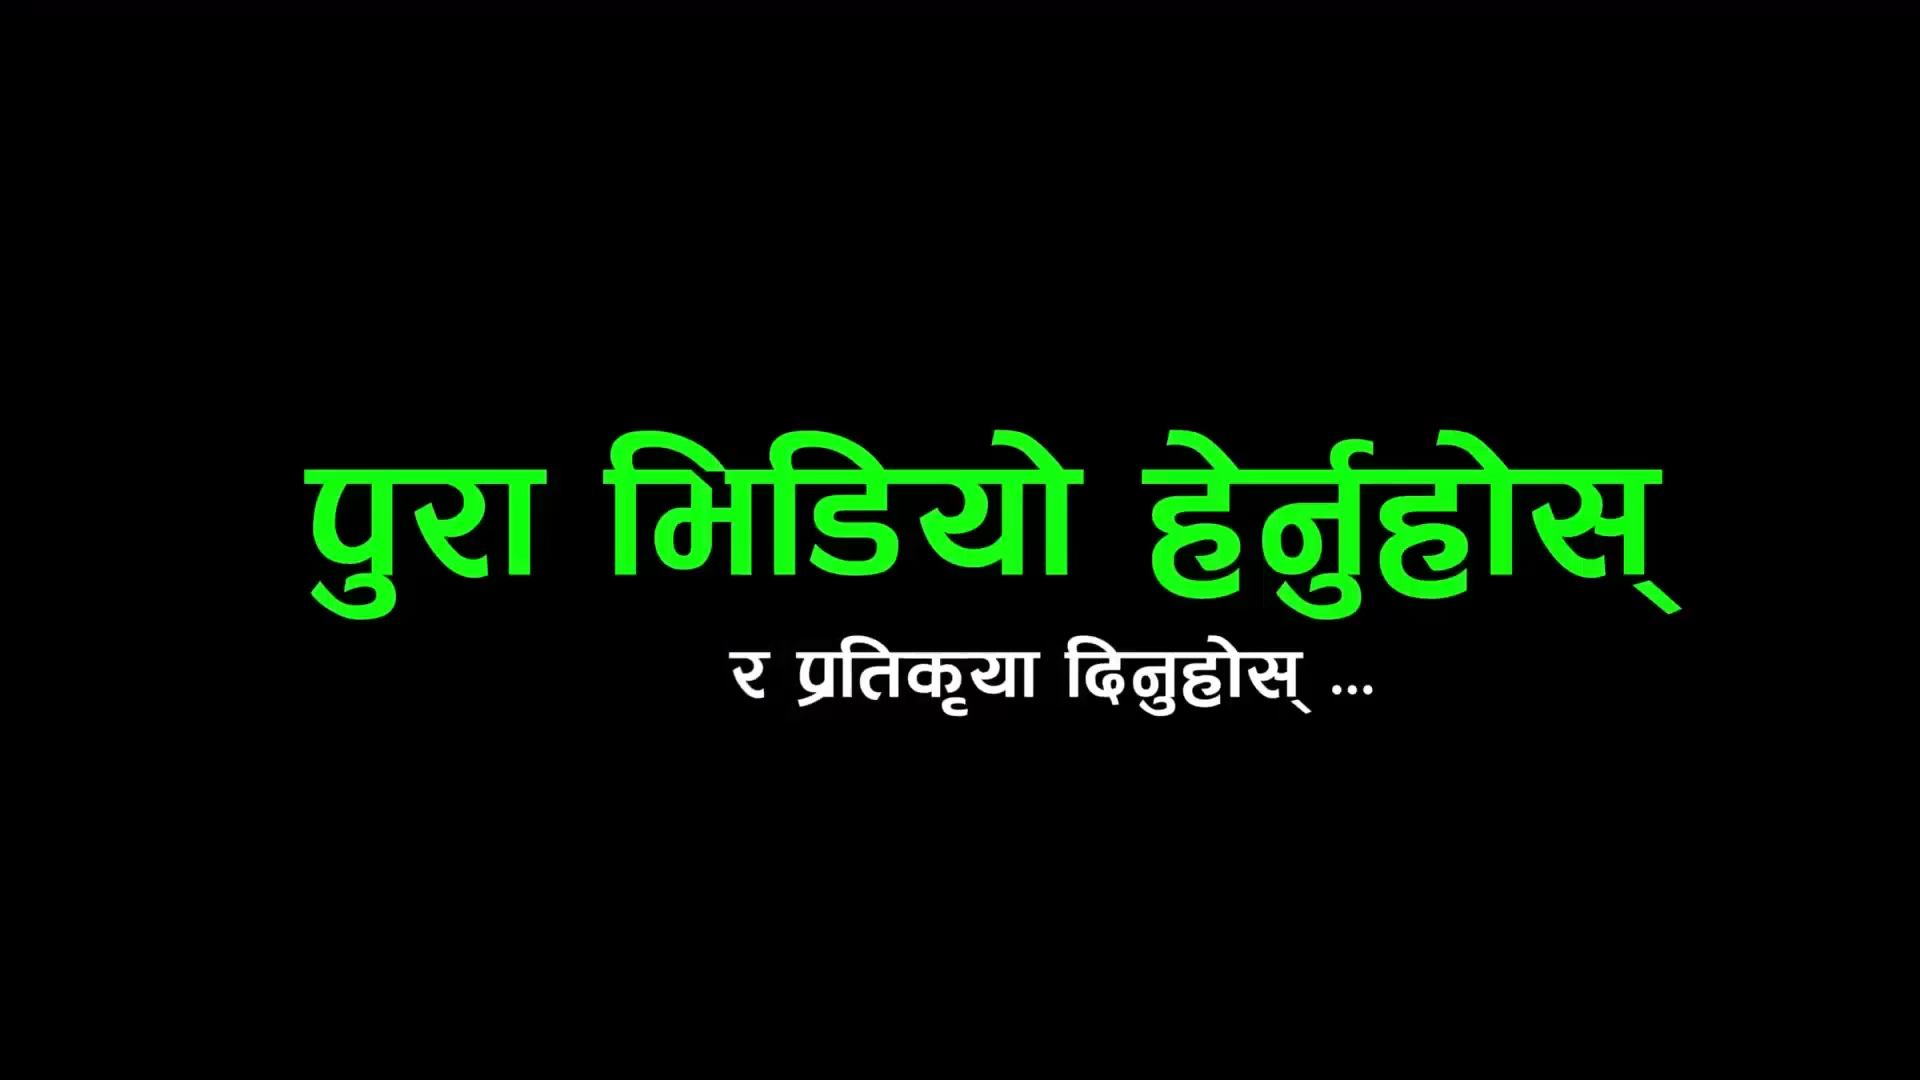 पुरा भिडियो हेर्नुहोस्
र प्रतिकृया दिनुहोस् ...